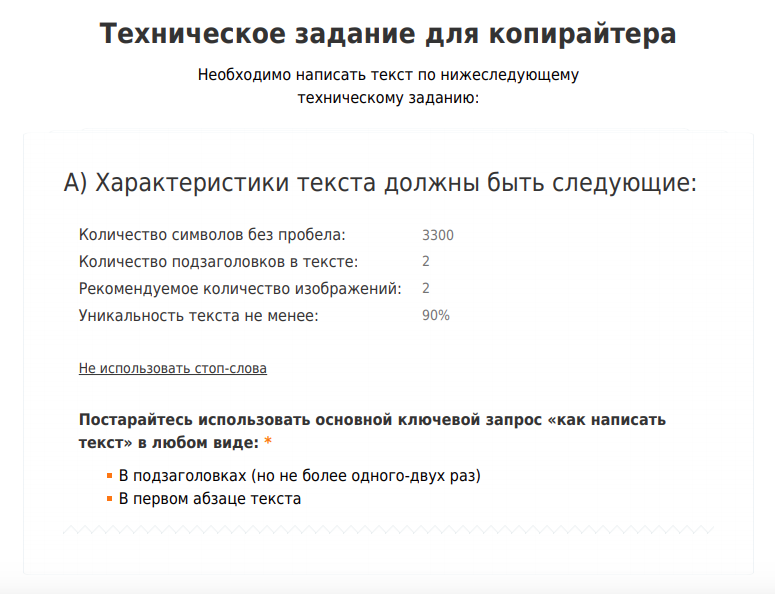 Техническое задание для копирайтера
Необходимо написать текст по нижеследующему
техническому заданию:
А) Характеристики текста должны быть следующие:
Количество символов без пробела: 3300
Количество подзаголовков в тексте: 2
Рекомендуемое количество изображений: 2
Уникальность текста не менее: 90%
Не использовать стоп-слова
Постарайтесь использовать основной ключевой запрос «как написать
текст» в любом виде: *
В подзаголовках (но не более одного-двух раз)
В первом абзаце текста